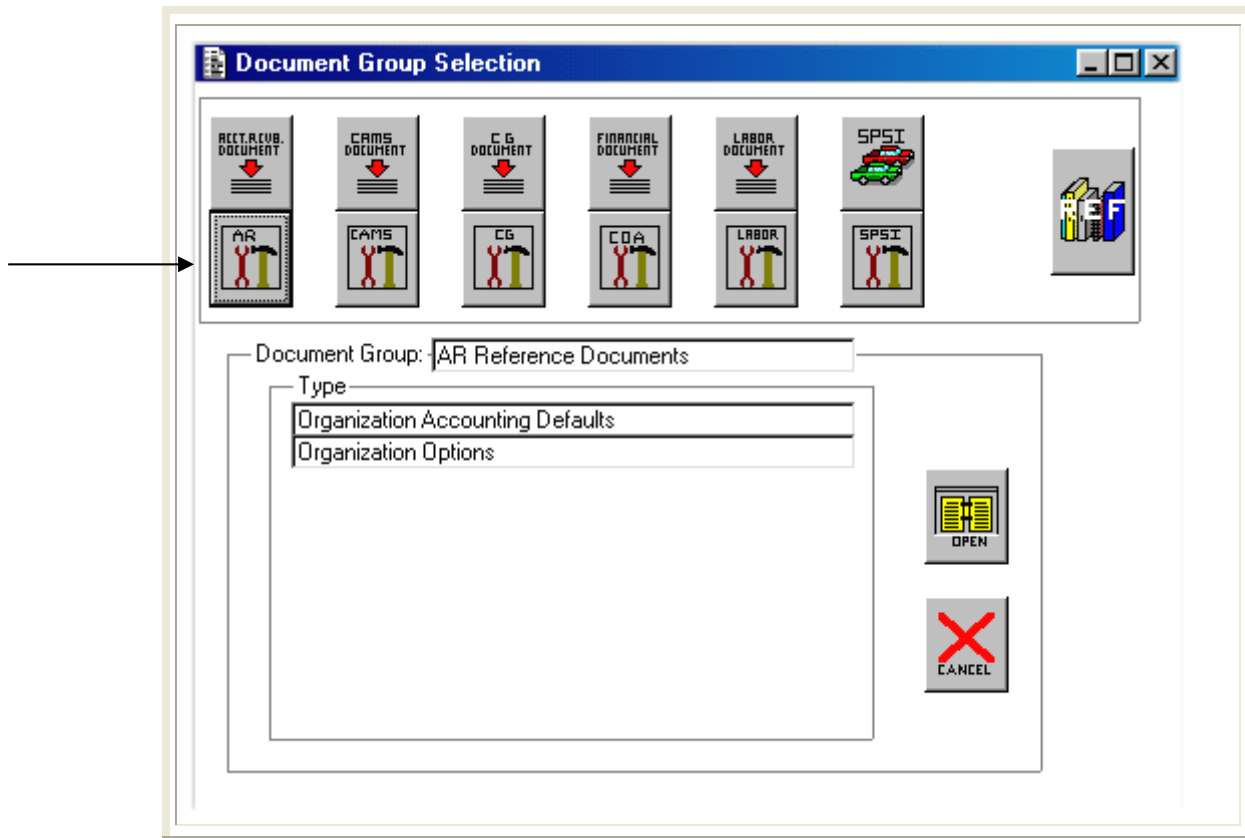 Document Group Selection
ACCT.RCVB. DOCUMENT
CAMS DOCUMENT
C G DOCUMENT
FINANCIAL DOCUMENT
LABOR DOCUMENT
SPSI
REF
AR
CAMS
CG
COA
LABOR
SPSI
Document Group: AR Reference Documents
Type
Organization Accounting Defaults
Organization Options
OPEN
CANCEL